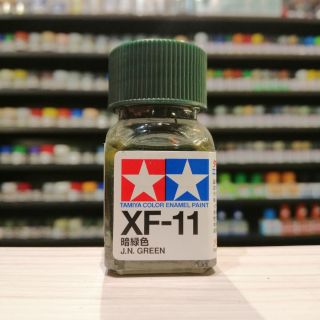 TAMIYA COLOR ENAMEL PAINT
XF-11
暗緑色
J.N. GREEN